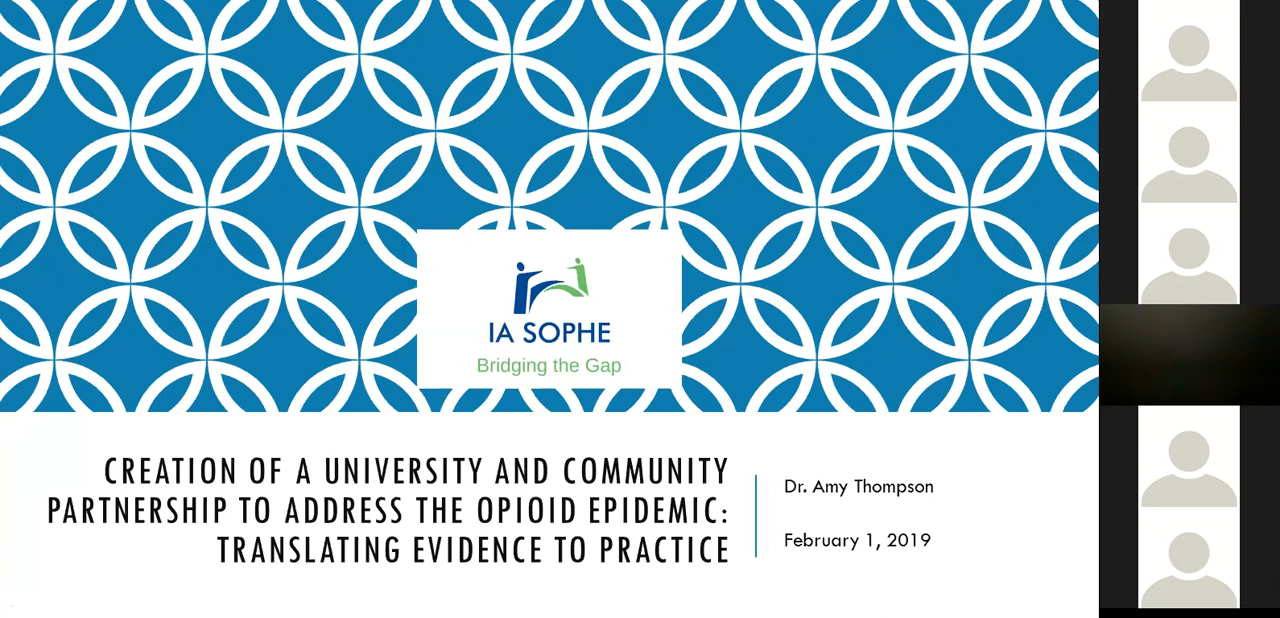 IA SOPHE
Bridging the Gap
CREATION OF A UNIVERSITY AND COMMUNITY
PARTNERSHIP TO ADDRESS THE OPIOID EPIDEMIC:
TRANSLATING EVIDENCE TO PRACTICE
Dr. Amy Thompson
February 1, 2019